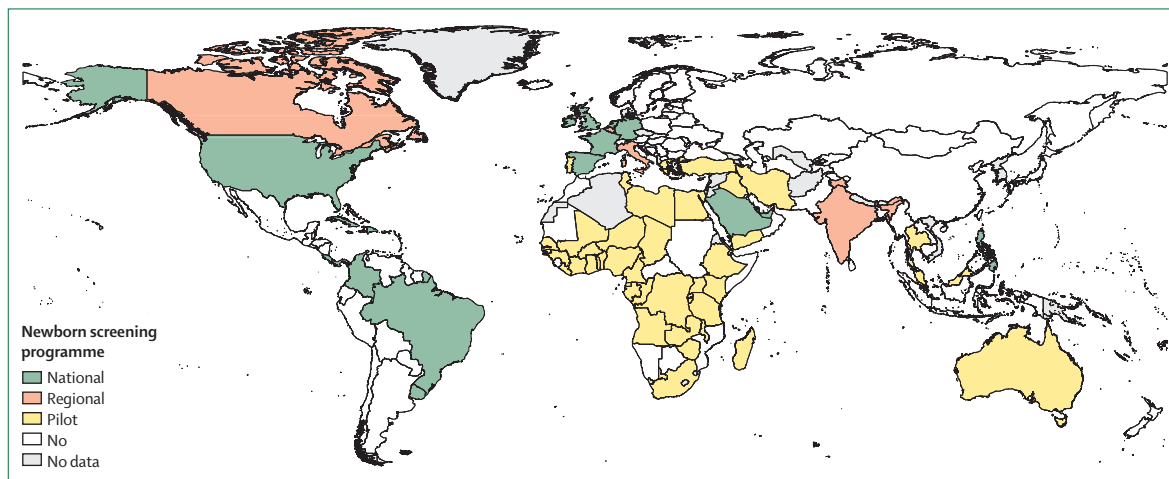 Newborn screening
programme
National
Regional
Pilot
No
No data